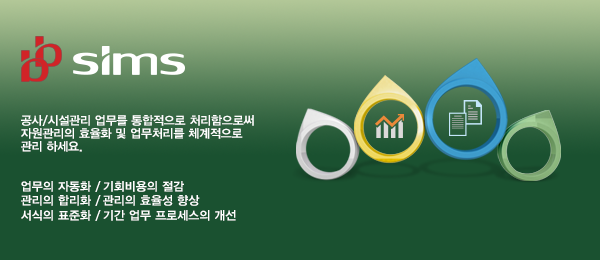 sims
공사/시설관리 업무를 통합적으로 처리함으로써
자원관리의 효율화 및 업무처리를 체계적으로
관리 하세요.
업무의 자동화 / 기회비용의 절감
관리의 합리화 / 관리의 효율성 향상
서식의 표준화 / 기간 업무 프로세스의 개선